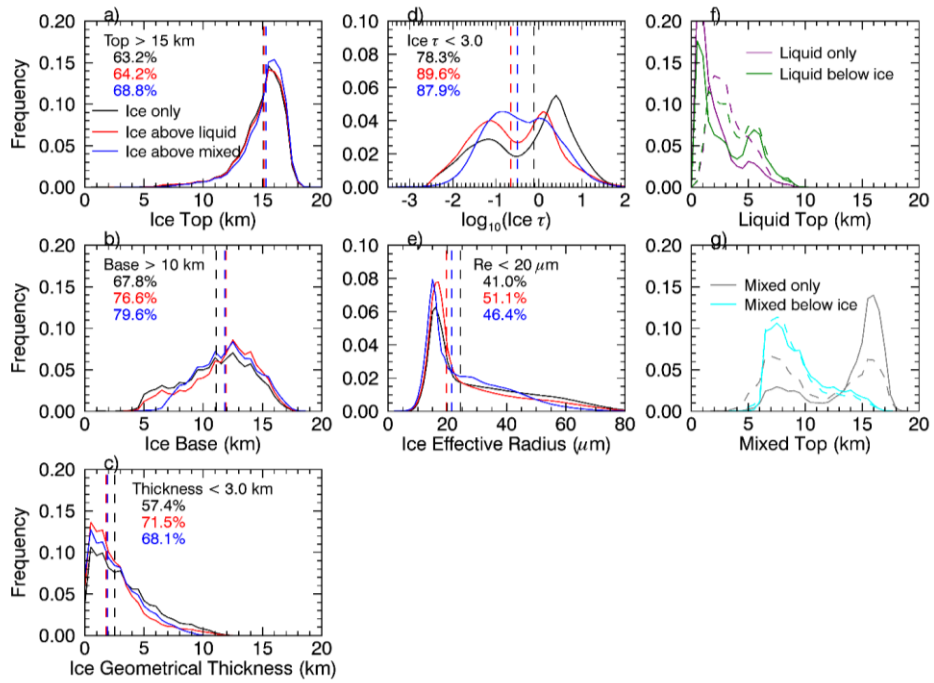 a)
Frequency
0.20
0.15
0.10
0.05
0.00
Top > 15 km
63.2%
64.2%
68.8%
Ice only
Ice above liquid
Ice above mixed
0 5 10 15 20
Ice Top (km)
b)
Frequency
0.20
0.15
0.10
0.05
0.00
Base > 10 km
67.8%
76.6%
79.6%
0 5 10 15 20
Ice Base (km)
c)
Frequency
0.20
0.15
0.10
0.05
0.00
Thickness < 3.0 km
57.4%
71.5%
68.1%
0 5 10 15 20
Ice Geometrical Thickness (km)
d)
0.10
0.08
0.06
0.04
0.02
0.00
Ice τ < 3.0
78.3%
89.6%
87.9%
-3 -2 -1 0 1 2
log₁₀(Ice τ)
e)
0.10
0.08
0.06
0.04
0.02
0.00
Re < 20 μm
41.0%
51.1%
46.4%
0 20 40 60 80
Ice Effective Radius (μm)
f)
0.20
0.15
0.10
0.05
0.00
Liquid only
Liquid below ice
0 5 10 15 20
Liquid Top (km)
g)
0.20
0.15
0.10
0.05
0.00
Mixed only
Mixed below ice
0 5 10 15 20
Mixed Top (km)